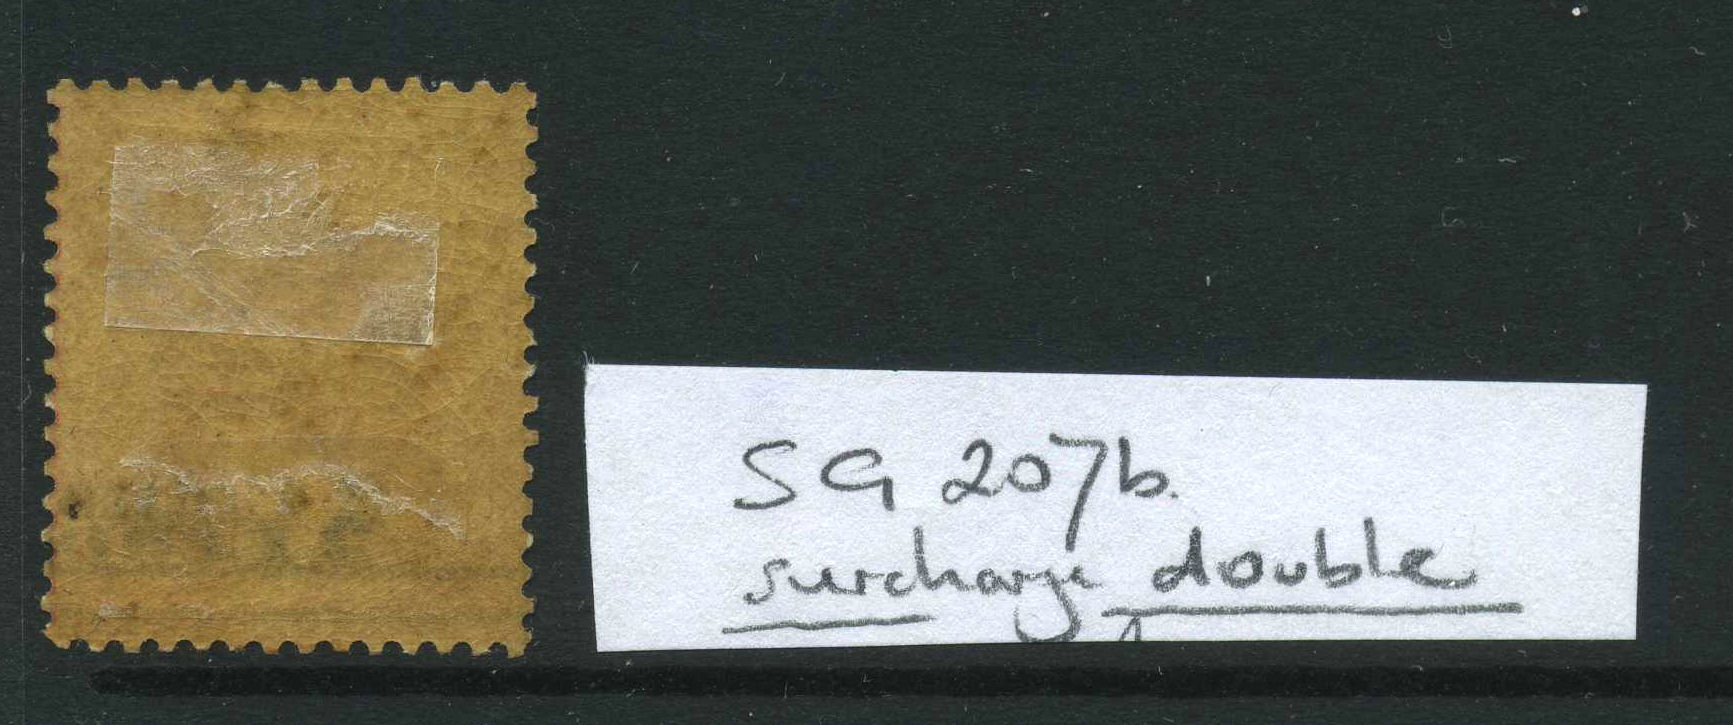 SG 207b.
surcharge double